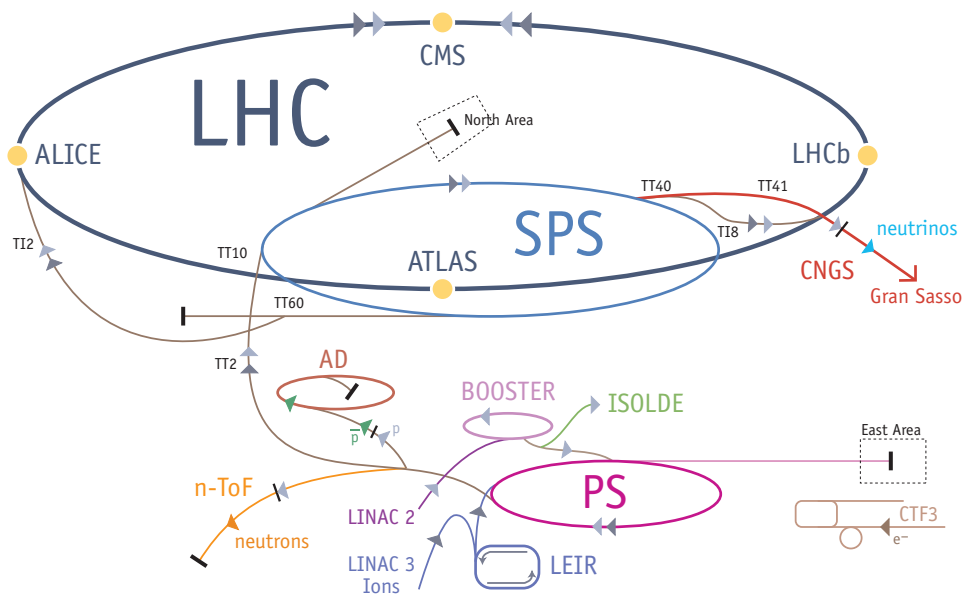 CMS
LHC
North Area
ALICE
LHCb
TT40
TT41
SPS
TI8
neutrinos
TI2
TT10
ATLAS
CNGS
Gran Sasso
TT60
TT2
AD
BOOSTER
ISOLDE
p
p
East Area
n-ToF
PS
LINAC 2
CTF3
neutrons
e⁻
LINAC 3
Ions
LEIR